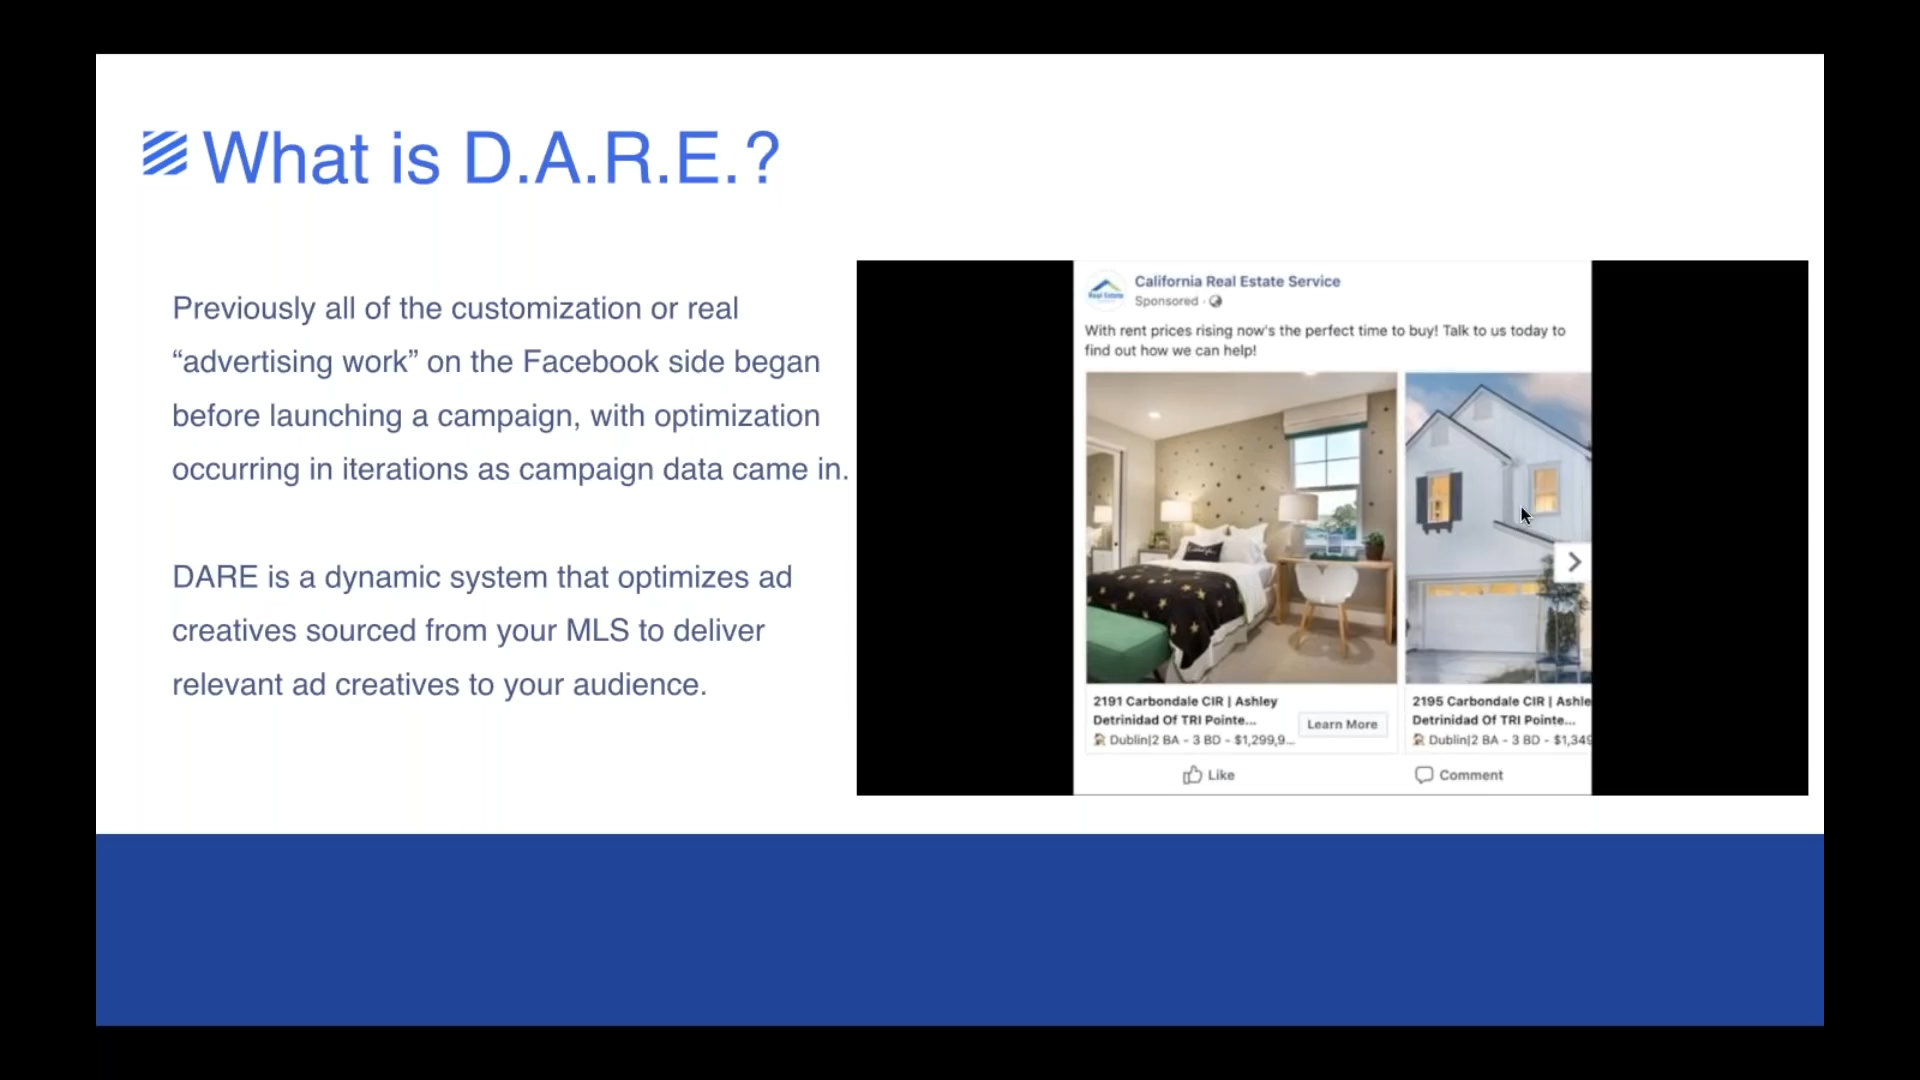 What is D.A.R.E.?
Previously all of the customization or real
“advertising work” on the Facebook side began
before launching a campaign, with optimization
occurring in iterations as campaign data came in.
DARE is a dynamic system that optimizes ad
creatives sourced from your MLS to deliver
relevant ad creatives to your audience.
California Real Estate Service
Sponsored ·
With rent prices rising now's the perfect time to buy! Talk to us today to
find out how we can help!
Real Estate
2191 Carbondale CIR | Ashley
Detrinidad Of TRI Pointe...
Dublin|2 BA - 3 BD - $1,299,9...
Learn More
2195 Carbondale CIR | Ashle
Detrinidad Of TRI Pointe...
Dublin|2 BA - 3 BD - $1,349
Like
Comment